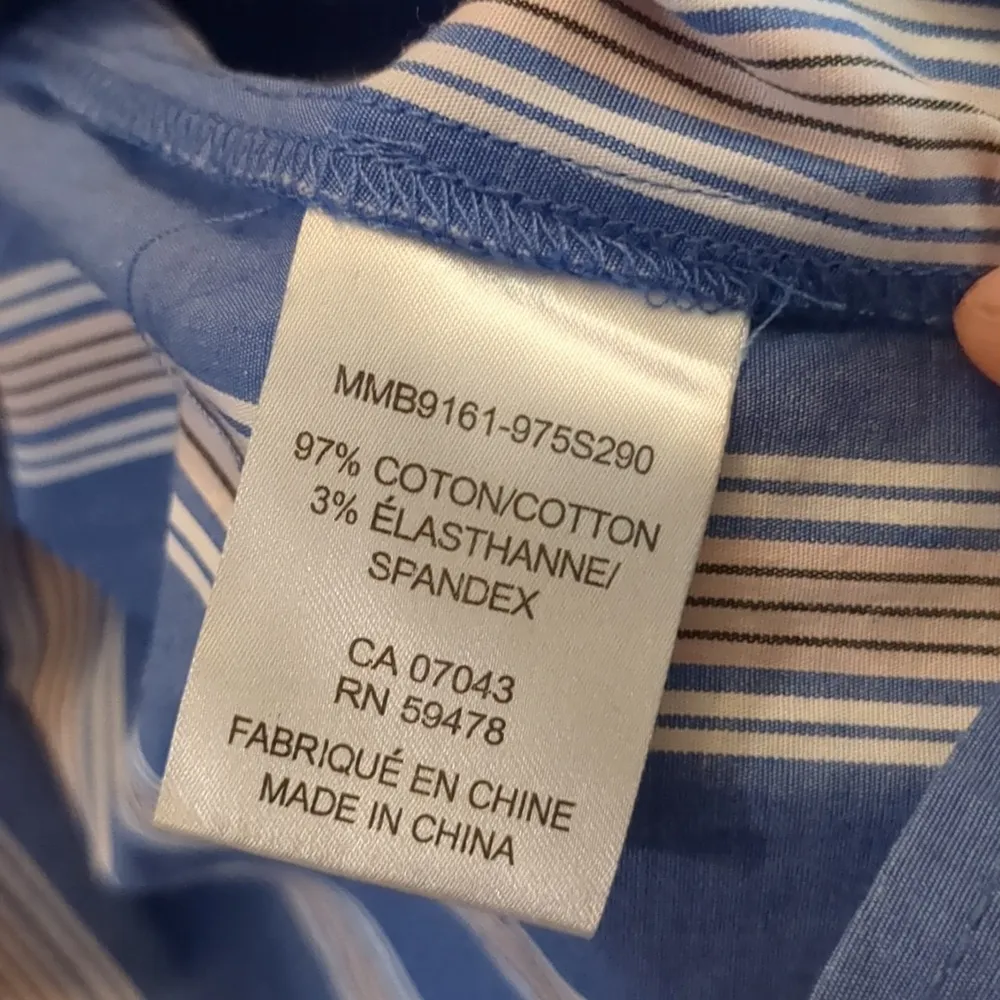 MMB9161-975S290
97% COTON/COTTON
3% ÉLASTHANNE/
SPANDEX
CA 07043
RN 59478
FABRIQUÉ EN CHINE
MADE IN CHINA